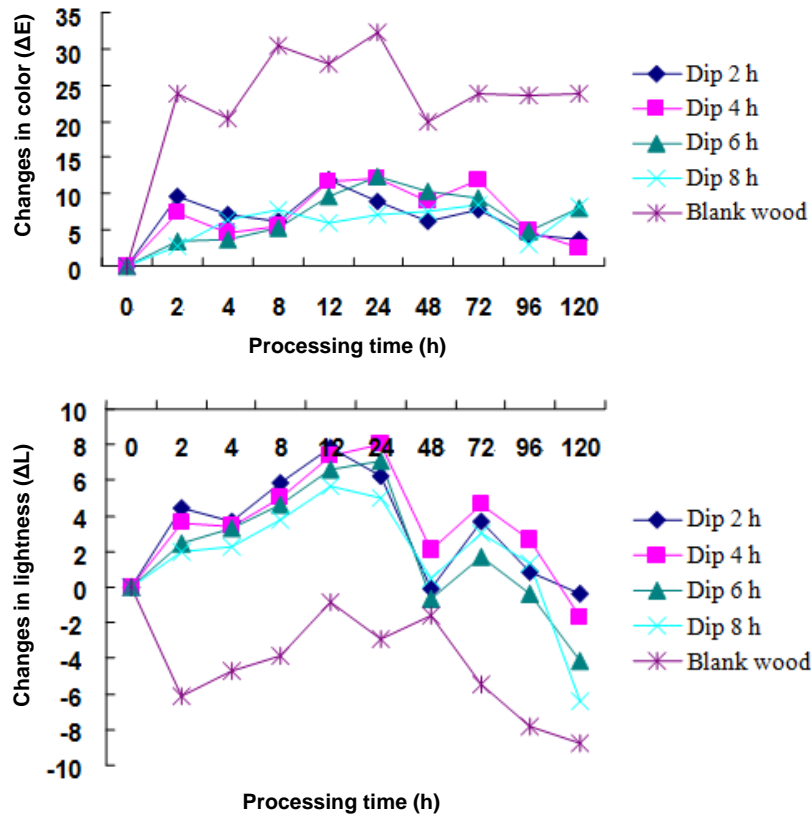 Changes in color (ΔE)
35
30
25
20
15
10
5
0
0 2 4 8 12 24 48 72 96 120
Processing time (h)
Dip 2 h
Dip 4 h
Dip 6 h
Dip 8 h
Blank wood
Changes in lightness (ΔL)
10
8
6
4
2
0
-2
-4
-6
-8
-10
0 2 4 8 12 24 48 72 96 120
Processing time (h)
Dip 2 h
Dip 4 h
Dip 6 h
Dip 8 h
Blank wood